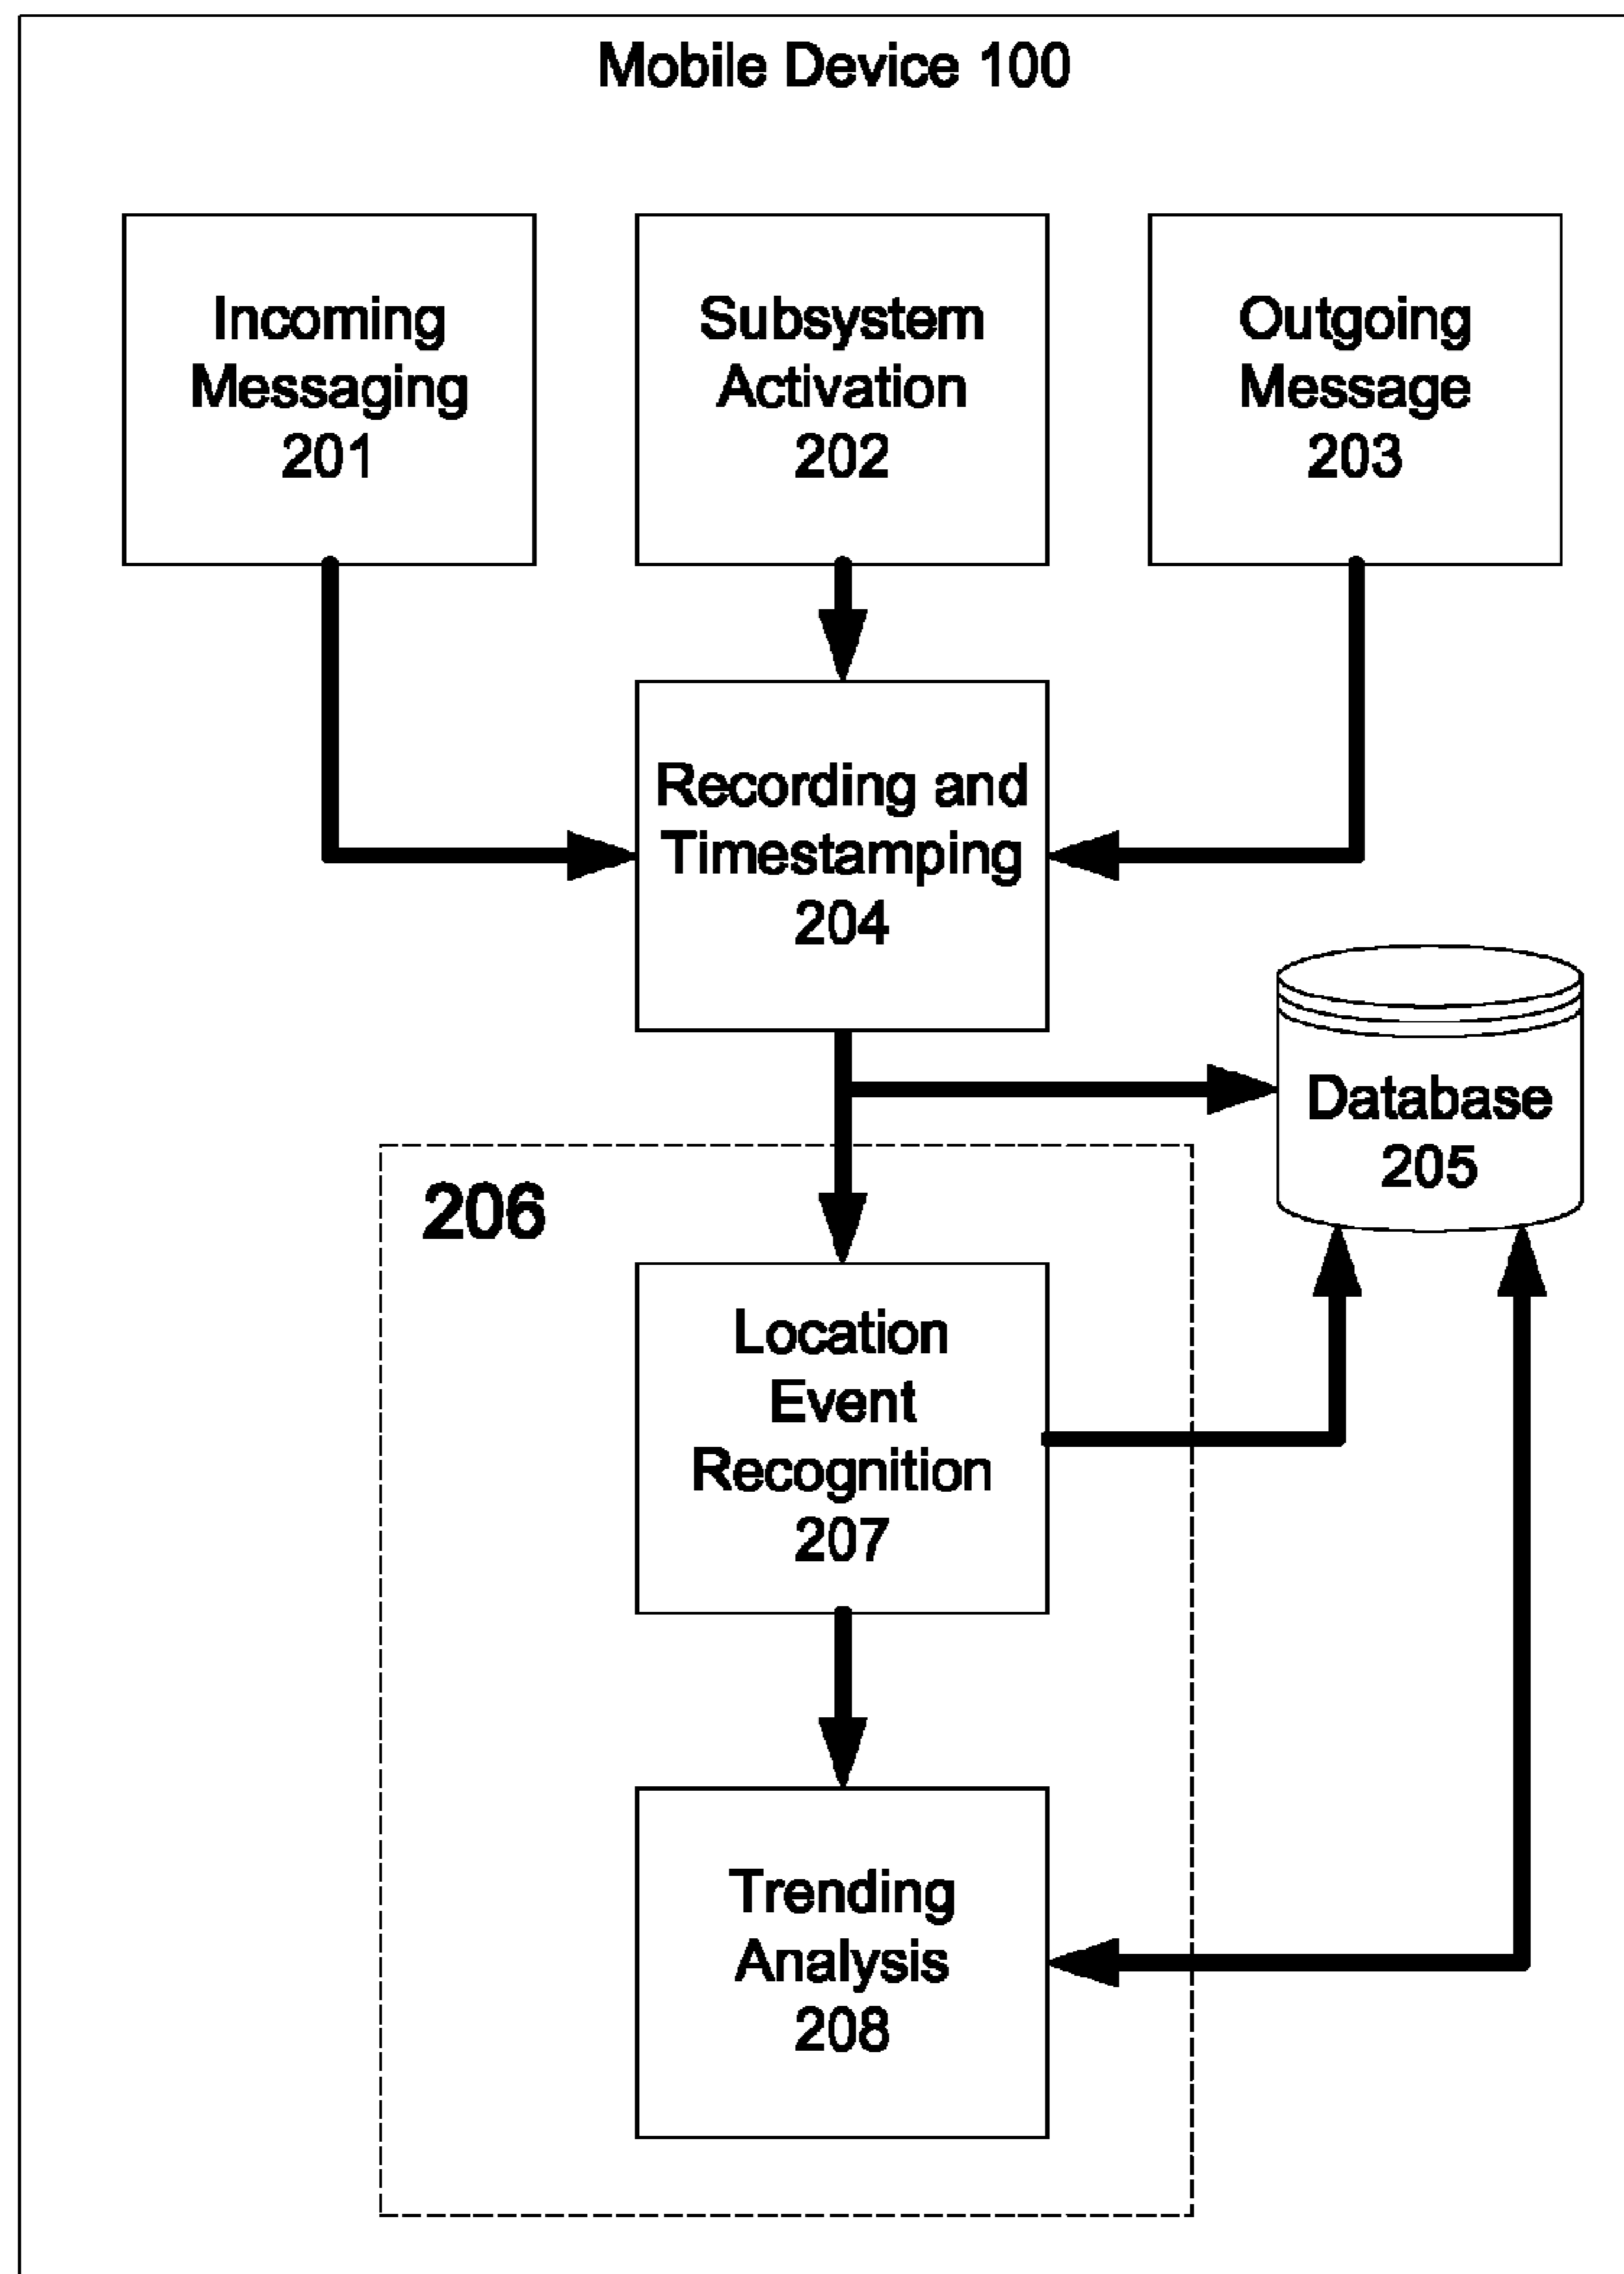 Mobile Device 100
Incoming
Messaging
201
Subsystem
Activation
202
Outgoing
Message
203
Recording and
Timestamping
204
Database
205
206
Location
Event
Recognition
207
Trending
Analysis
208